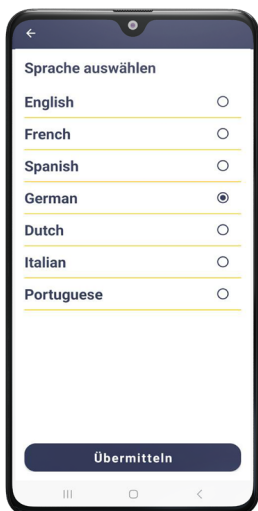 Sprache auswählen
English
French
Spanish
German
Dutch
Italian
Portuguese
Übermitteln